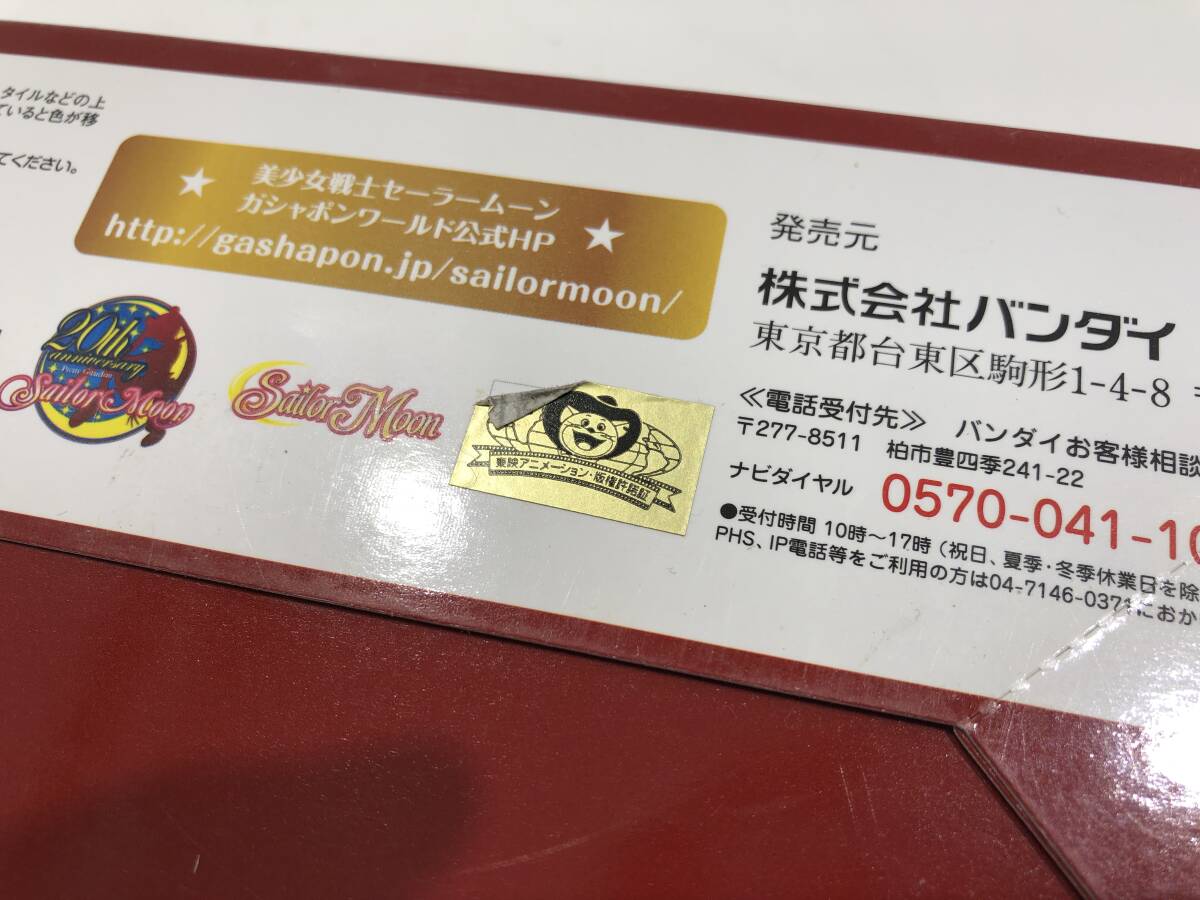 タイルなどの上
ていると色が移
てください。
美少女戦士セーラームーン
ガシャポンワールド公式HP
http://gashapon.jp/sailormoon/
20th
anniversary
Sailor Moon
Sailor Moon
東映アニメーション・版権許諾証
発売元
株式会社バンダイ
東京都台東区駒形1-4-8
≪電話受付先≫ バンダイお客様相談
〒277-8511 柏市豊四季241-22
ナビダイヤル 0570-041-10
●受付時間 10時〜17時(祝日、夏季・冬季休業日を除
PHS、IP電話等をご利用の方は04-7146-0371におか